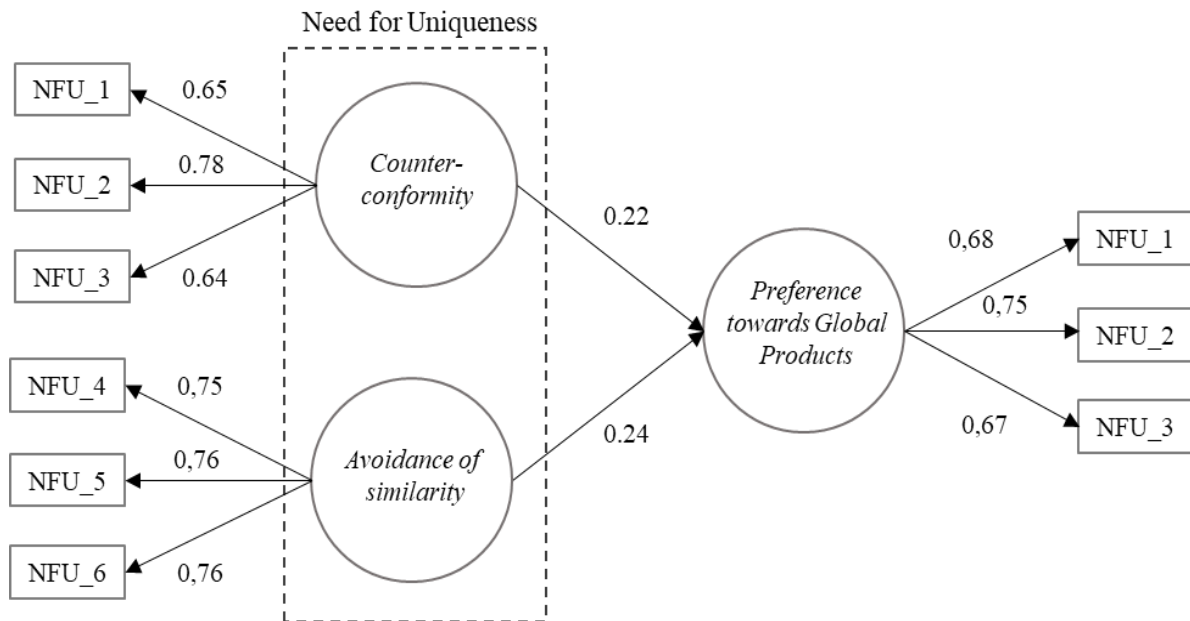 Need for Uniqueness
NFU_1
0.65
NFU_2
0.78
NFU_3
0.64
Counter-
conformity
0.22
NFU_4
0,75
NFU_5
0,76
NFU_6
0,76
Avoidance of
similarity
0.24
Preference
towards Global
Products
0,68
NFU_1
0,75
NFU_2
0,67
NFU_3